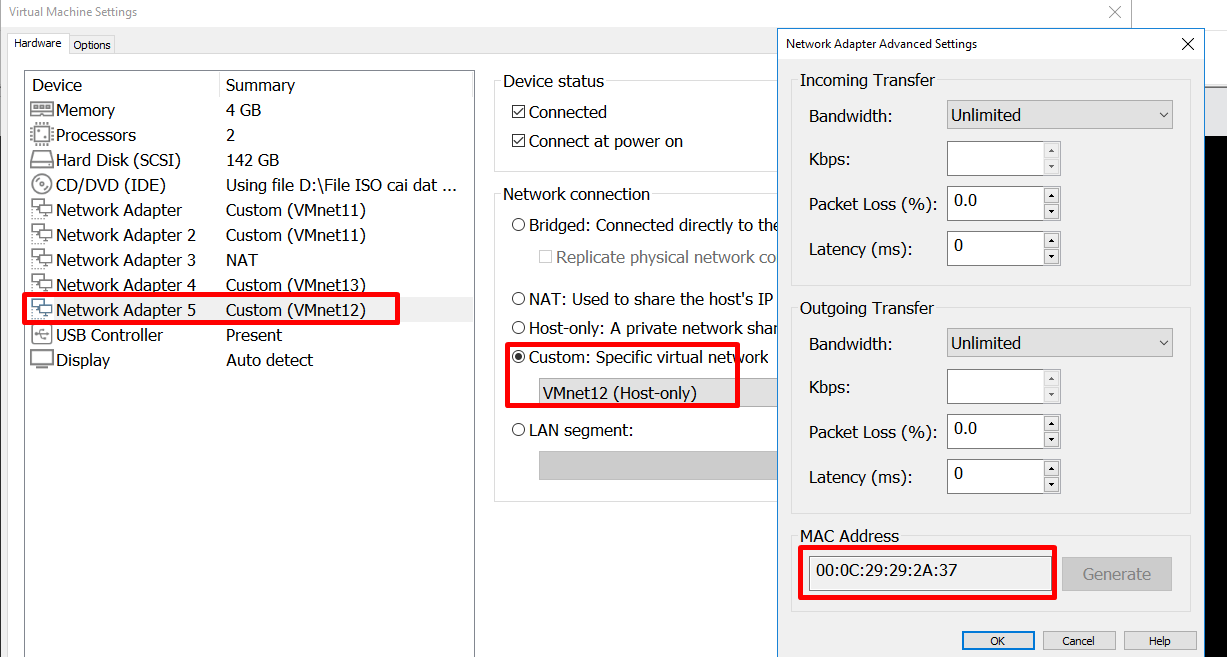 Virtual Machine Settings
Hardware
Options
Device Summary
Memory 4 GB
Processors 2
Hard Disk (SCSI) 142 GB
CD/DVD (IDE) Using file D:\File ISO cai dat ...
Network Adapter Custom (VMnet11)
Network Adapter 2 Custom (VMnet11)
Network Adapter 3 NAT
Network Adapter 4 Custom (VMnet13)
Network Adapter 5 Custom (VMnet12)
USB Controller Present
Display Auto detect
Device status
Connected
Connect at power on
Network connection
Bridged: Connected directly to the
Replicate physical network co
NAT: Used to share the host's IP
Host-only: A private network shar
Custom: Specific virtual network
VMnet12 (Host-only)
LAN segment:
Network Adapter Advanced Settings
Incoming Transfer
Bandwidth: Unlimited
Kbps:
Packet Loss (%): 0.0
Latency (ms): 0
Outgoing Transfer
Bandwidth: Unlimited
Kbps:
Packet Loss (%): 0.0
Latency (ms): 0
MAC Address
00:0C:29:29:2A:37 Generate
OK Cancel Help